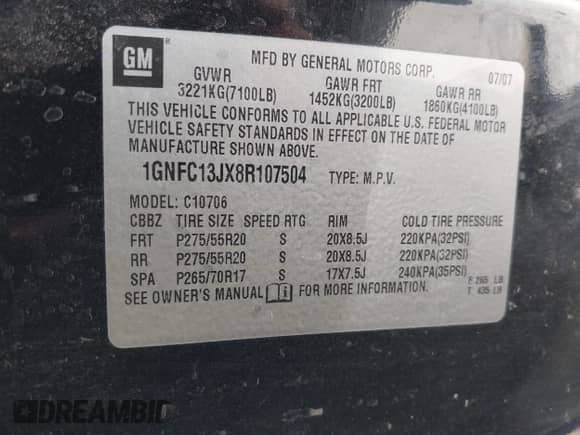 GM
MFD BY GENERAL MOTORS CORP. 07/07
GVWR GAWR FRT GAWR RR
3221KG(7100LB) 1452KG(3200LB) 1860KG(4100LB)
THIS VEHICLE CONFORMS TO ALL APPLICABLE U.S. FEDERAL MOTOR
VEHICLE SAFETY STANDARDS IN EFFECT ON THE DATE OF
MANUFACTURE SHOWN ABOVE.
1GNFC13JX8R107504 TYPE: M.P.V.
MODEL: C10706
CBBZ TIRE SIZE SPEED RTG RIM COLD TIRE PRESSURE
FRT P275/55R20 S 20X8.5J 220KPA(32PSI)
RR P275/55R20 S 20X8.5J 220KPA(32PSI)
SPA P265/70R17 S 17X7.5J 240KPA(35PSI)
F. 265 LB
SEE OWNER'S MANUAL FOR MORE INFORMATION. T. 435 LB
DREAMBID